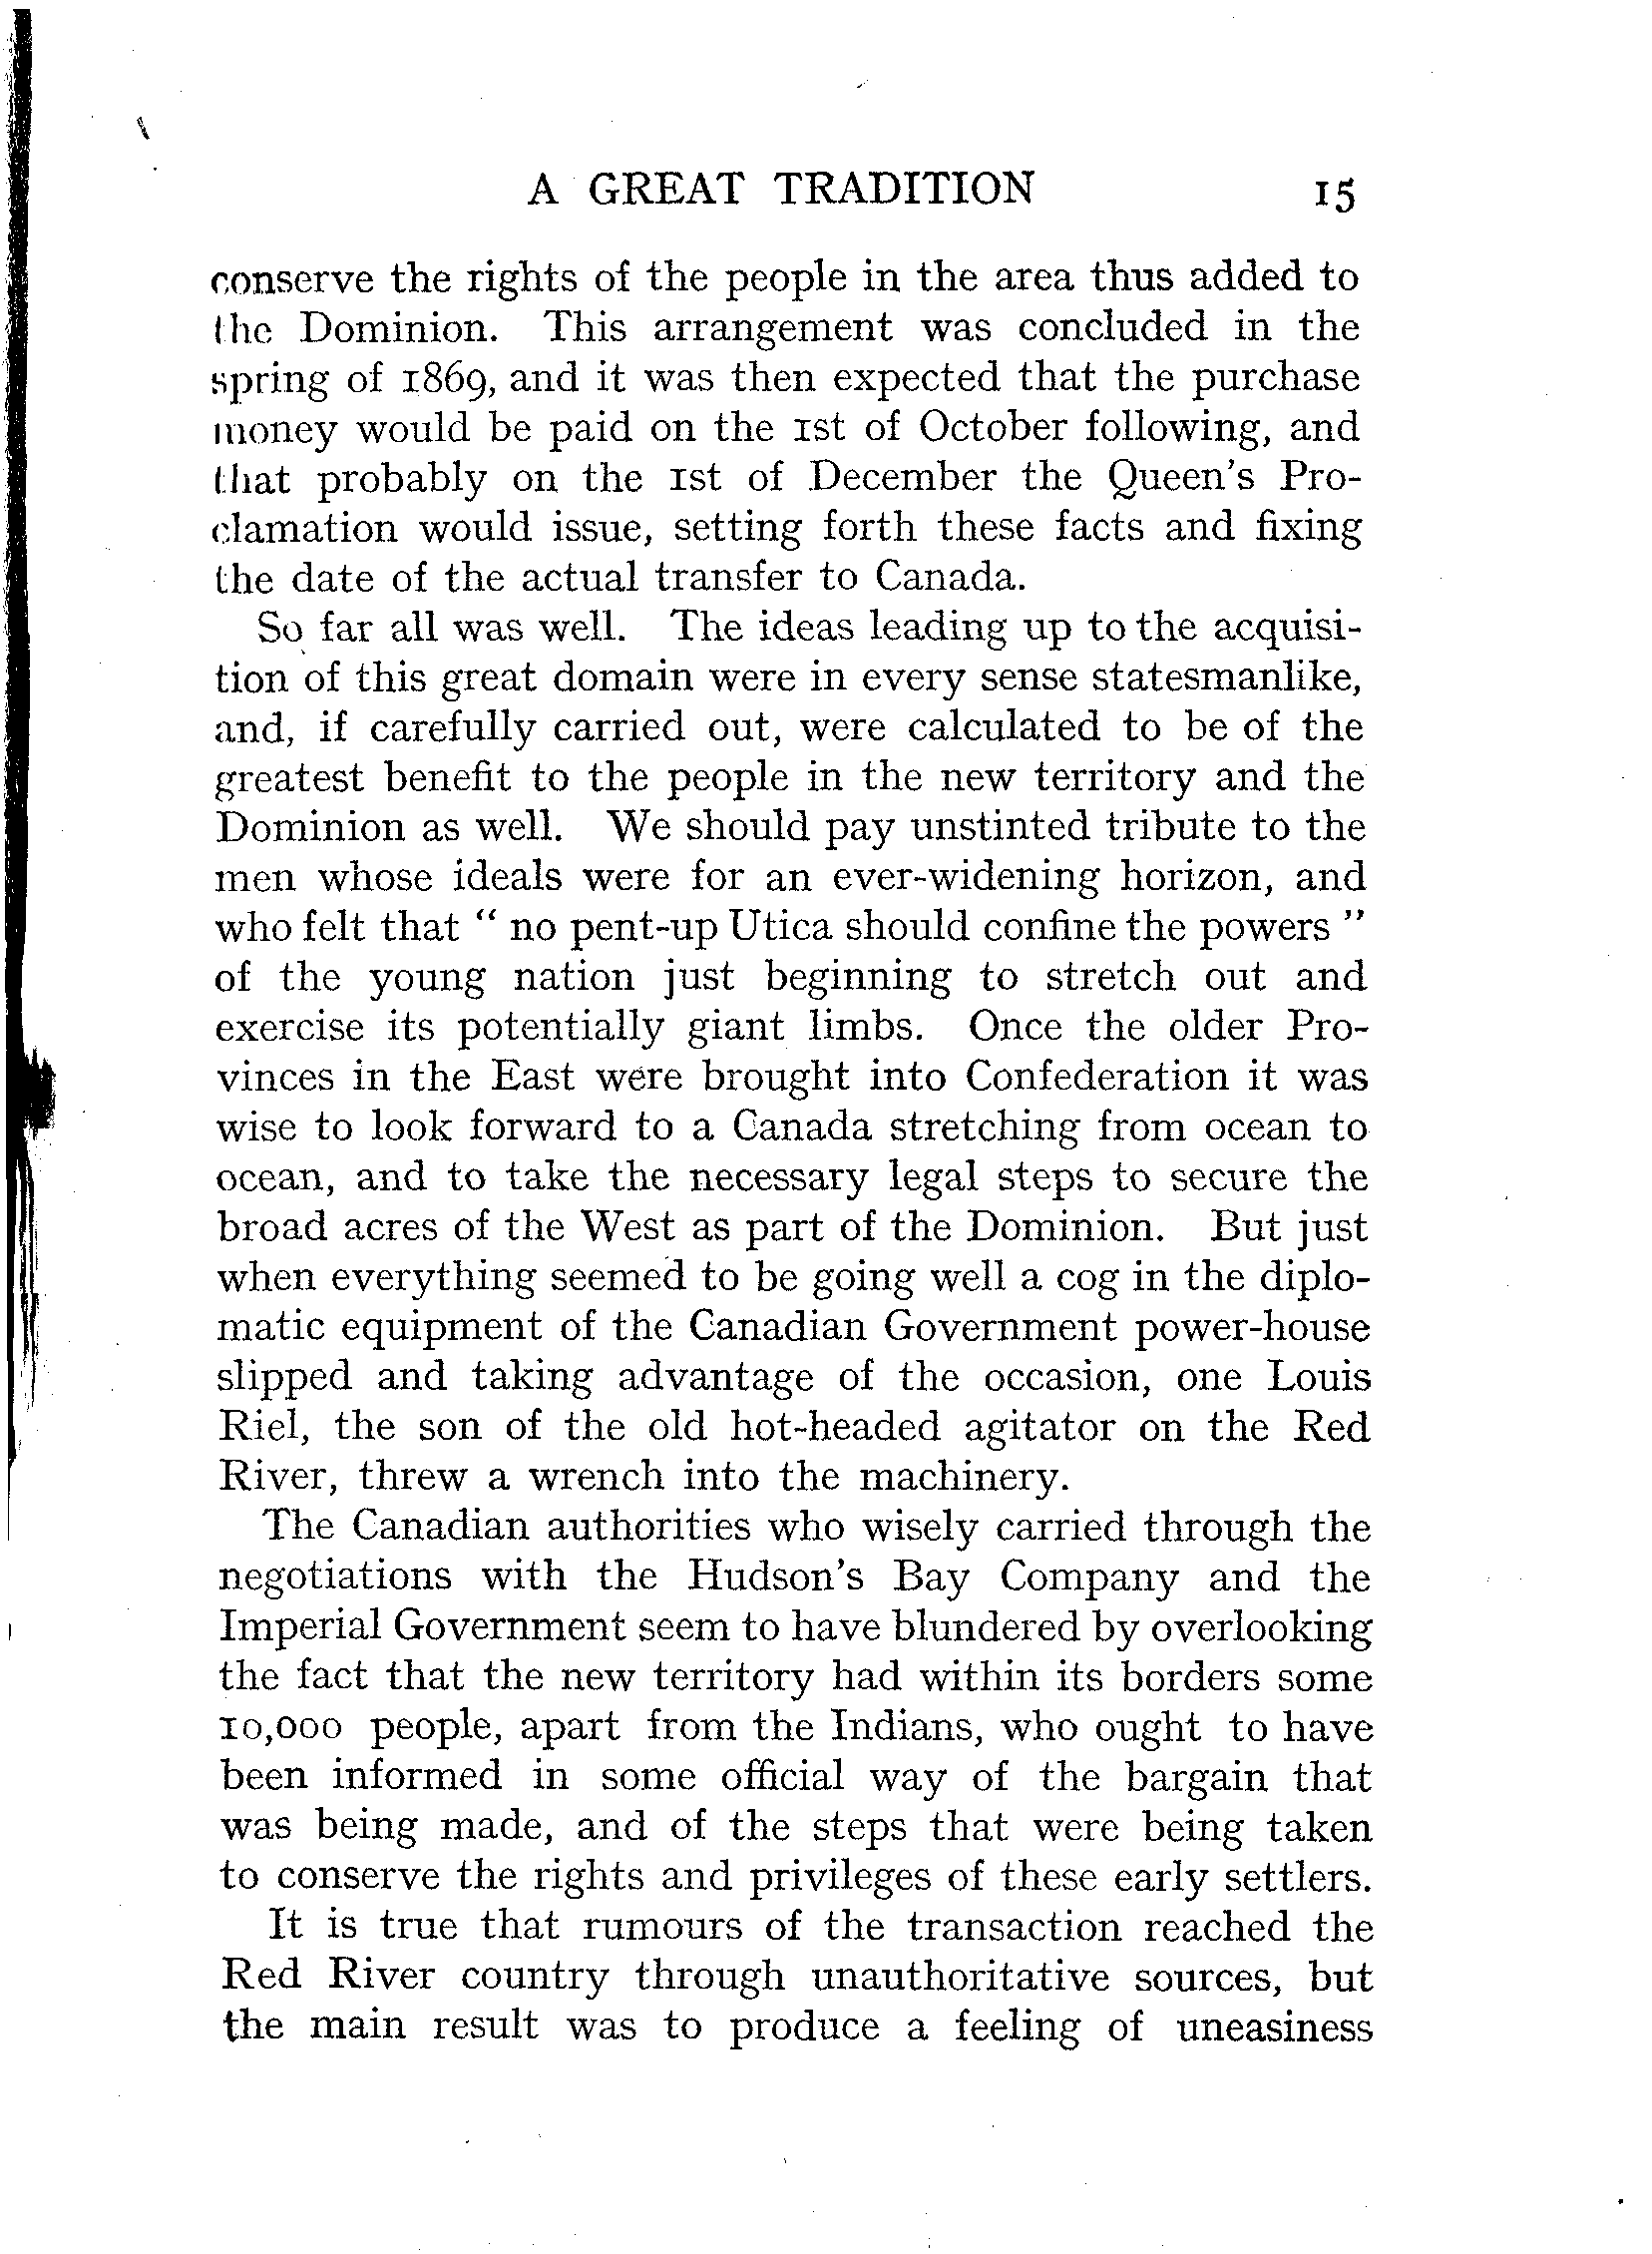 A GREAT TRADITION 15
conserve the rights of the people in the area thus added to
the Dominion. This arrangement was concluded in the
spring of 1869, and it was then expected that the purchase
money would be paid on the 1st of October following, and
that probably on the 1st of December the Queen's Pro-
clamation would issue, setting forth these facts and fixing
the date of the actual transfer to Canada.
So far all was well. The ideas leading up to the acquisi-
tion of this great domain were in every sense statesmanlike,
and, if carefully carried out, were calculated to be of the
greatest benefit to the people in the new territory and the
Dominion as well. We should pay unstinted tribute to the
men whose ideals were for an ever-widening horizon, and
who felt that " no pent-up Utica should confine the powers "
of the young nation just beginning to stretch out and
exercise its potentially giant limbs. Once the older Pro-
vinces in the East were brought into Confederation it was
wise to look forward to a Canada stretching from ocean to
ocean, and to take the necessary legal steps to secure the
broad acres of the West as part of the Dominion. But just
when everything seemed to be going well a cog in the diplo-
matic equipment of the Canadian Government power-house
slipped and taking advantage of the occasion, one Louis
Riel, the son of the old hot-headed agitator on the Red
River, threw a wrench into the machinery.
The Canadian authorities who wisely carried through the
negotiations with the Hudson's Bay Company and the
Imperial Government seem to have blundered by overlooking
the fact that the new territory had within its borders some
10,000 people, apart from the Indians, who ought to have
been informed in some official way of the bargain that
was being made, and of the steps that were being taken
to conserve the rights and privileges of these early settlers.
It is true that rumours of the transaction reached the
Red River country through unauthoritative sources, but
the main result was to produce a feeling of uneasiness